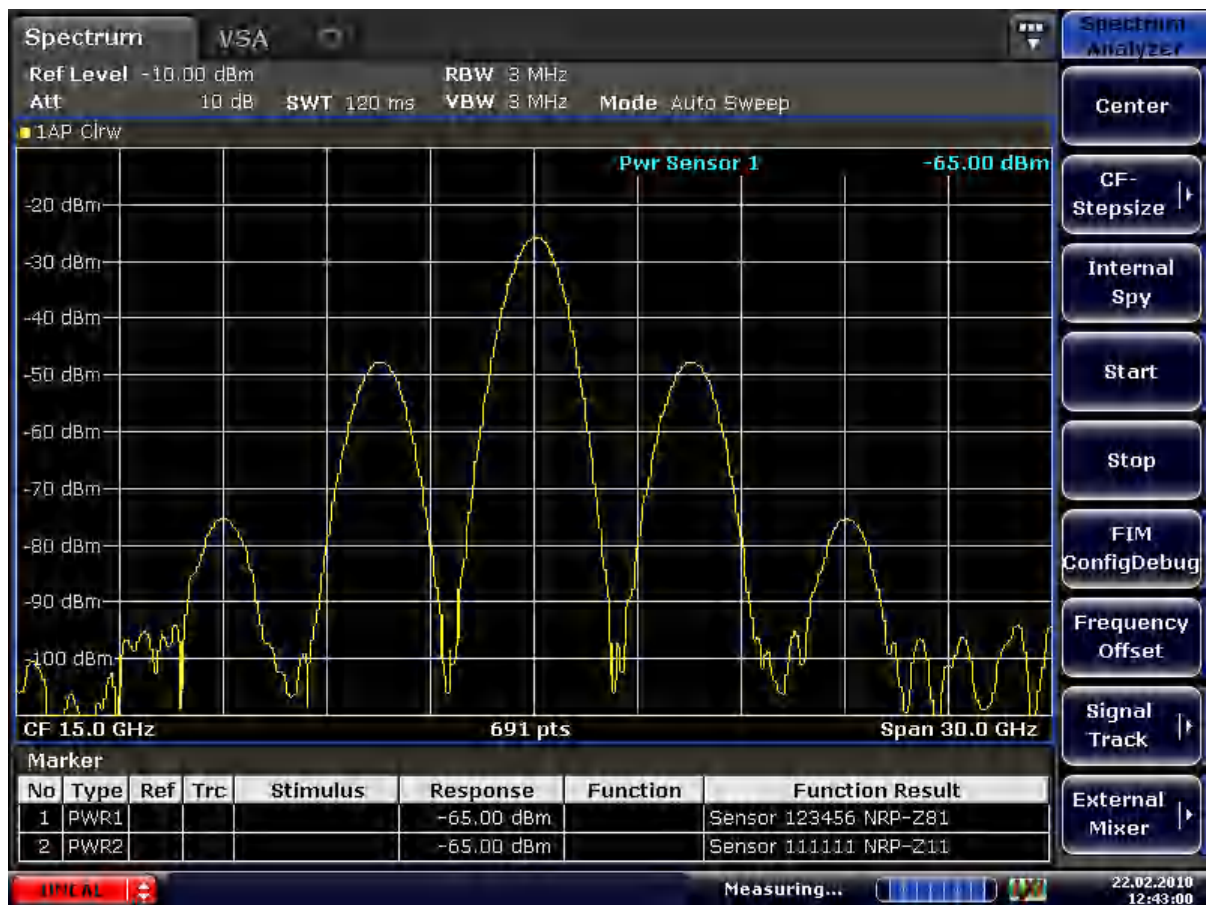 Spectrum VSA
Ref Level -10.00 dBm RBW 3 MHz
Att 10 dB SWT 120 ms VBW 3 MHz Mode Auto Sweep
1AP Clrw
Pwr Sensor 1 -65.00 dBm
-20 dBm
-30 dBm
-40 dBm
-50 dBm
-60 dBm
-70 dBm
-80 dBm
-90 dBm
-100 dBm
CF 15.0 GHz 691 pts Span 30.0 GHz
Marker
No Type Ref Trc Stimulus Response Function Function Result
1 PWR1 -65.00 dBm Sensor 123456 NRP-Z81
2 PWR2 -65.00 dBm Sensor 111111 NRP-Z11
UNCAL Measuring... 22.02.2010
12:43:00
Spectrum
Analyzer
Center
CF-
Stepsize
Internal
Spy
Start
Stop
FIM
ConfigDebug
Frequency
Offset
Signal
Track
External
Mixer